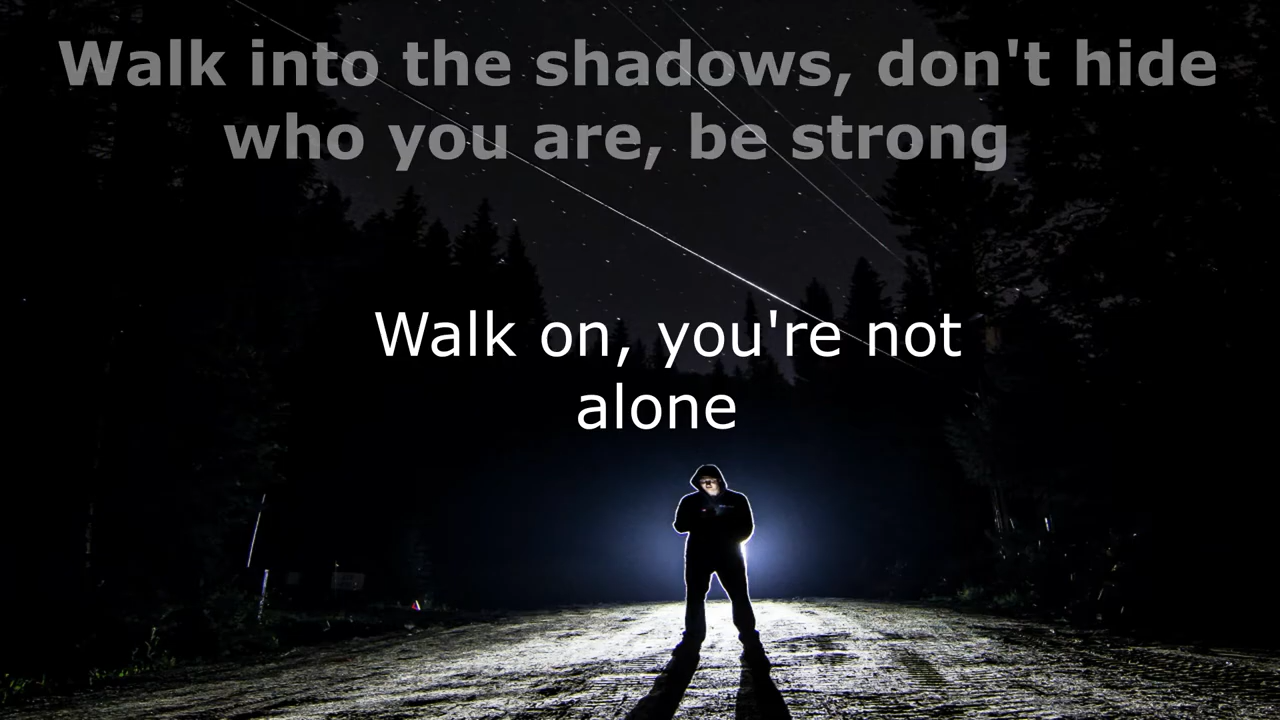 Walk into the shadows, don't hide
who you are, be strong
Walk on, you're not
alone